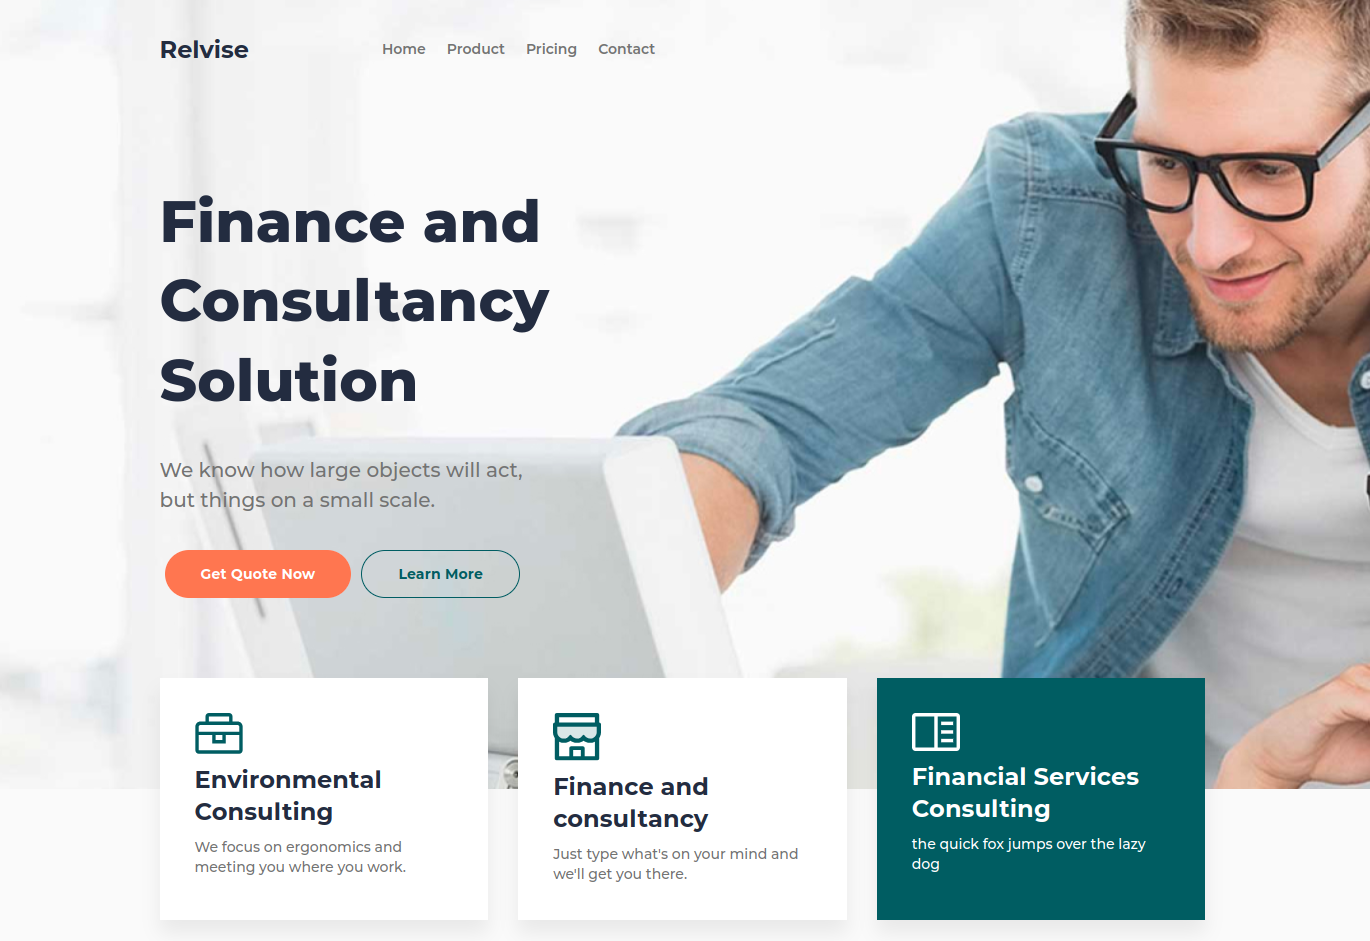 Relvise
Home Product Pricing Contact
Finance and
Consultancy
Solution
We know how large objects will act,
but things on a small scale.
Get Quote Now
Learn More
Environmental
Consulting
We focus on ergonomics and
meeting you where you work.
Finance and
consultancy
Just type what's on your mind and
we'll get you there.
Financial Services
Consulting
the quick fox jumps over the lazy
dog